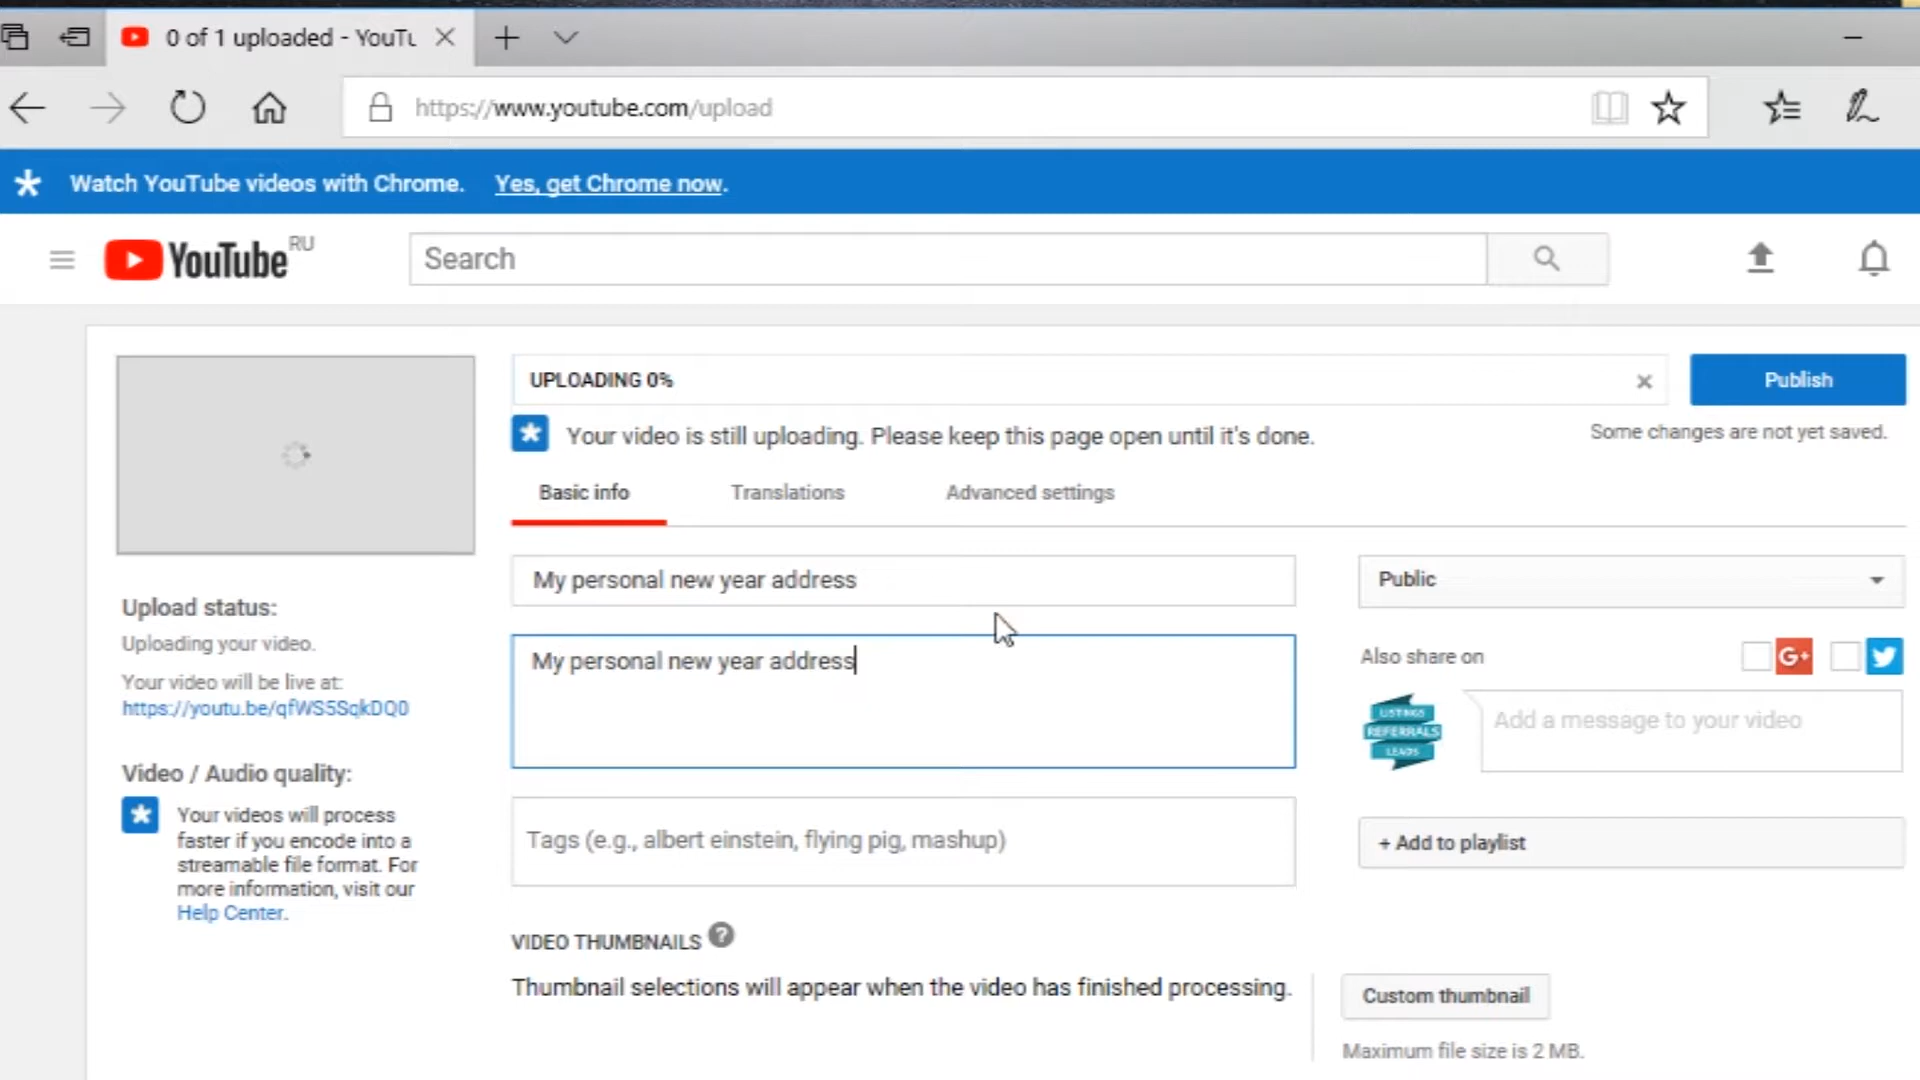 0 of 1 uploaded - YouTu
https://www.youtube.com/upload
Watch YouTube videos with Chrome. Yes, get Chrome now.
YouTube RU
Search
UPLOADING 0%
Publish
Your video is still uploading. Please keep this page open until it's done.
Some changes are not yet saved.
Basic info
Translations
Advanced settings
My personal new year address
Public
Upload status:
Uploading your video.
My personal new year address
Also share on
G+
Your video will be live at:
https://youtu.be/qfWS5SqkDQ0
LISTINGS
REFERRALS
LEADS
Add a message to your video
Video / Audio quality:
Your videos will process
faster if you encode into a
streamable file format. For
more information, visit our
Help Center.
Tags (e.g., albert einstein, flying pig, mashup)
+ Add to playlist
VIDEO THUMBNAILS ?
Thumbnail selections will appear when the video has finished processing.
Custom thumbnail
Maximum file size is 2 MB.